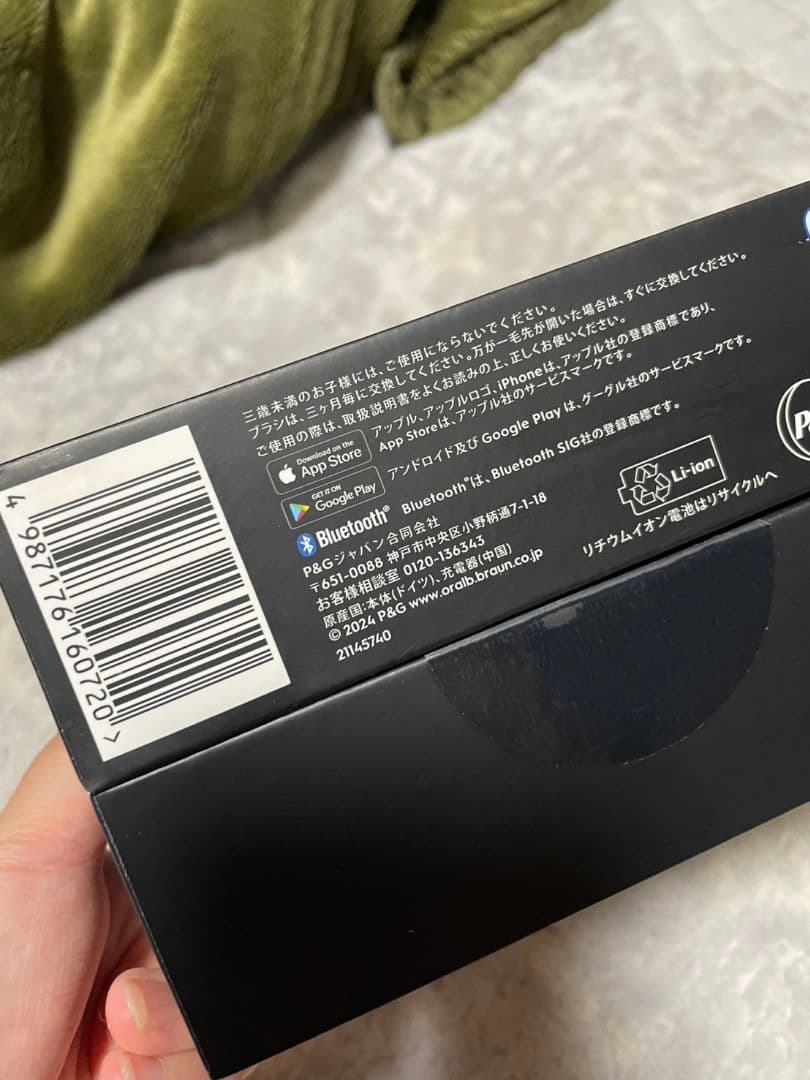 三歳未満のお子様には、ご使用にならないでください。
ブラシは、三ヶ月毎に交換してください。万が一毛先が開いた場合は、すぐに交換してください。
ご使用の際は、取扱説明書をよくお読みの上、正しくお使いください。
Download on the
App Store
アップル、アップルロゴ、iPhoneは、アップル社の登録商標であり、
App Storeは、アップル社のサービスマークです。
GET IT ON
Google Play
アンドロイド及び Google Play は、グーグル社のサービスマークです。
Bluetooth®
Bluetooth®は、Bluetooth SIG社の登録商標です。
P&Gジャパン合同会社
〒651-0088 神戸市中央区小野柄通7-1-18
お客様相談室 0120-136343
原産国:本体(ドイツ)、充電器(中国)
© 2024 P&G www.oralb.braun.co.jp
21145740
Li-ion
リチウムイオン電池はリサイクルへ
4 987176 160720 >